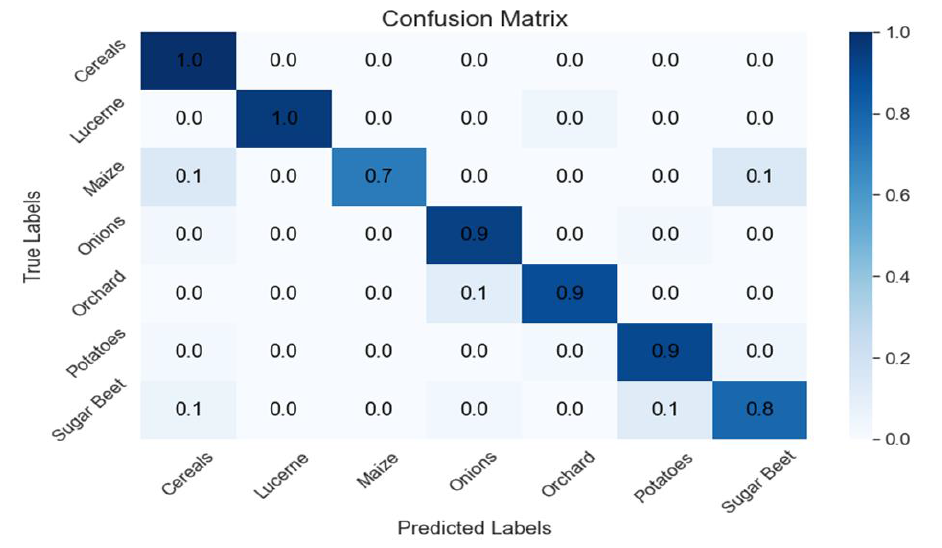 Confusion Matrix
Cereals 1.0 0.0 0.0 0.0 0.0 0.0 0.0
Lucerne 0.0 1.0 0.0 0.0 0.0 0.0 0.0
Maize 0.1 0.0 0.7 0.0 0.0 0.0 0.1
Onions 0.0 0.0 0.0 0.9 0.0 0.0 0.0
Orchard 0.0 0.0 0.0 0.1 0.9 0.0 0.0
Potatoes 0.0 0.0 0.0 0.0 0.0 0.9 0.0
Sugar Beet 0.1 0.0 0.0 0.0 0.0 0.1 0.8
True Labels
Cereals Lucerne Maize Onions Orchard Potatoes Sugar Beet
Predicted Labels
1.0
0.8
0.6
0.4
0.2
0.0